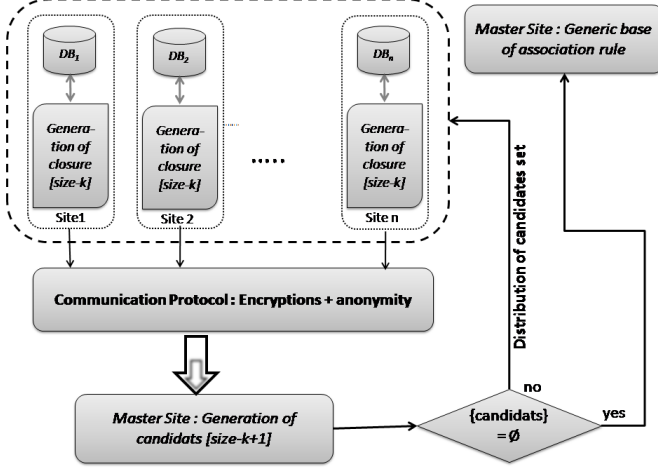 DB1
DB2
DBn
Genera-
tion of
closure
[size-k]
Genera-
tion of
closure
[size-k]
Genera-
tion of
closure
[size-k]
Site1
Site 2
.....
Site n
Master Site : Generic base
of association rule
Distribution of candidates set
Communication Protocol : Encryptions + anonymity
Master Site : Generation of
candidats [size-k+1]
{candidats}
= Ø
no
yes